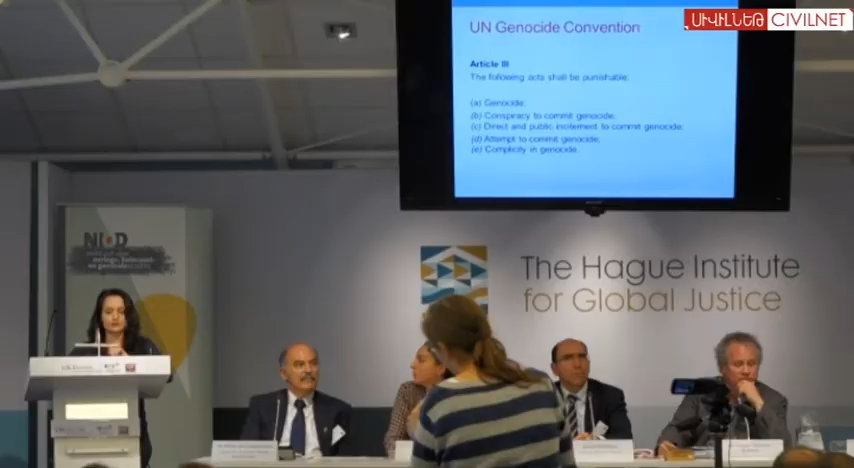 ՍԻՎԻԼՆԵԹ CIVILNET
UN Genocide Convention
Article III
The following acts shall be punishable:
(a) Genocide;
(b) Conspiracy to commit genocide;
(c) Direct and public incitement to commit genocide;
(d) Attempt to commit genocide;
(e) Complicity in genocide.
NIOD
The Hague Institute
for Global Justice